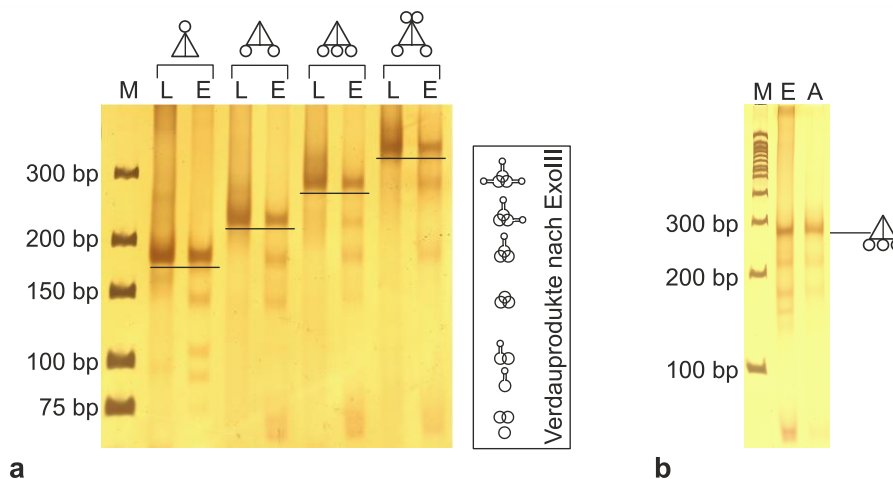 M L E L E L E L E
300 bp
200 bp
150 bp
100 bp
75 bp
Verdauprodukte nach ExoIII
a
M E A
300 bp
200 bp
100 bp
b